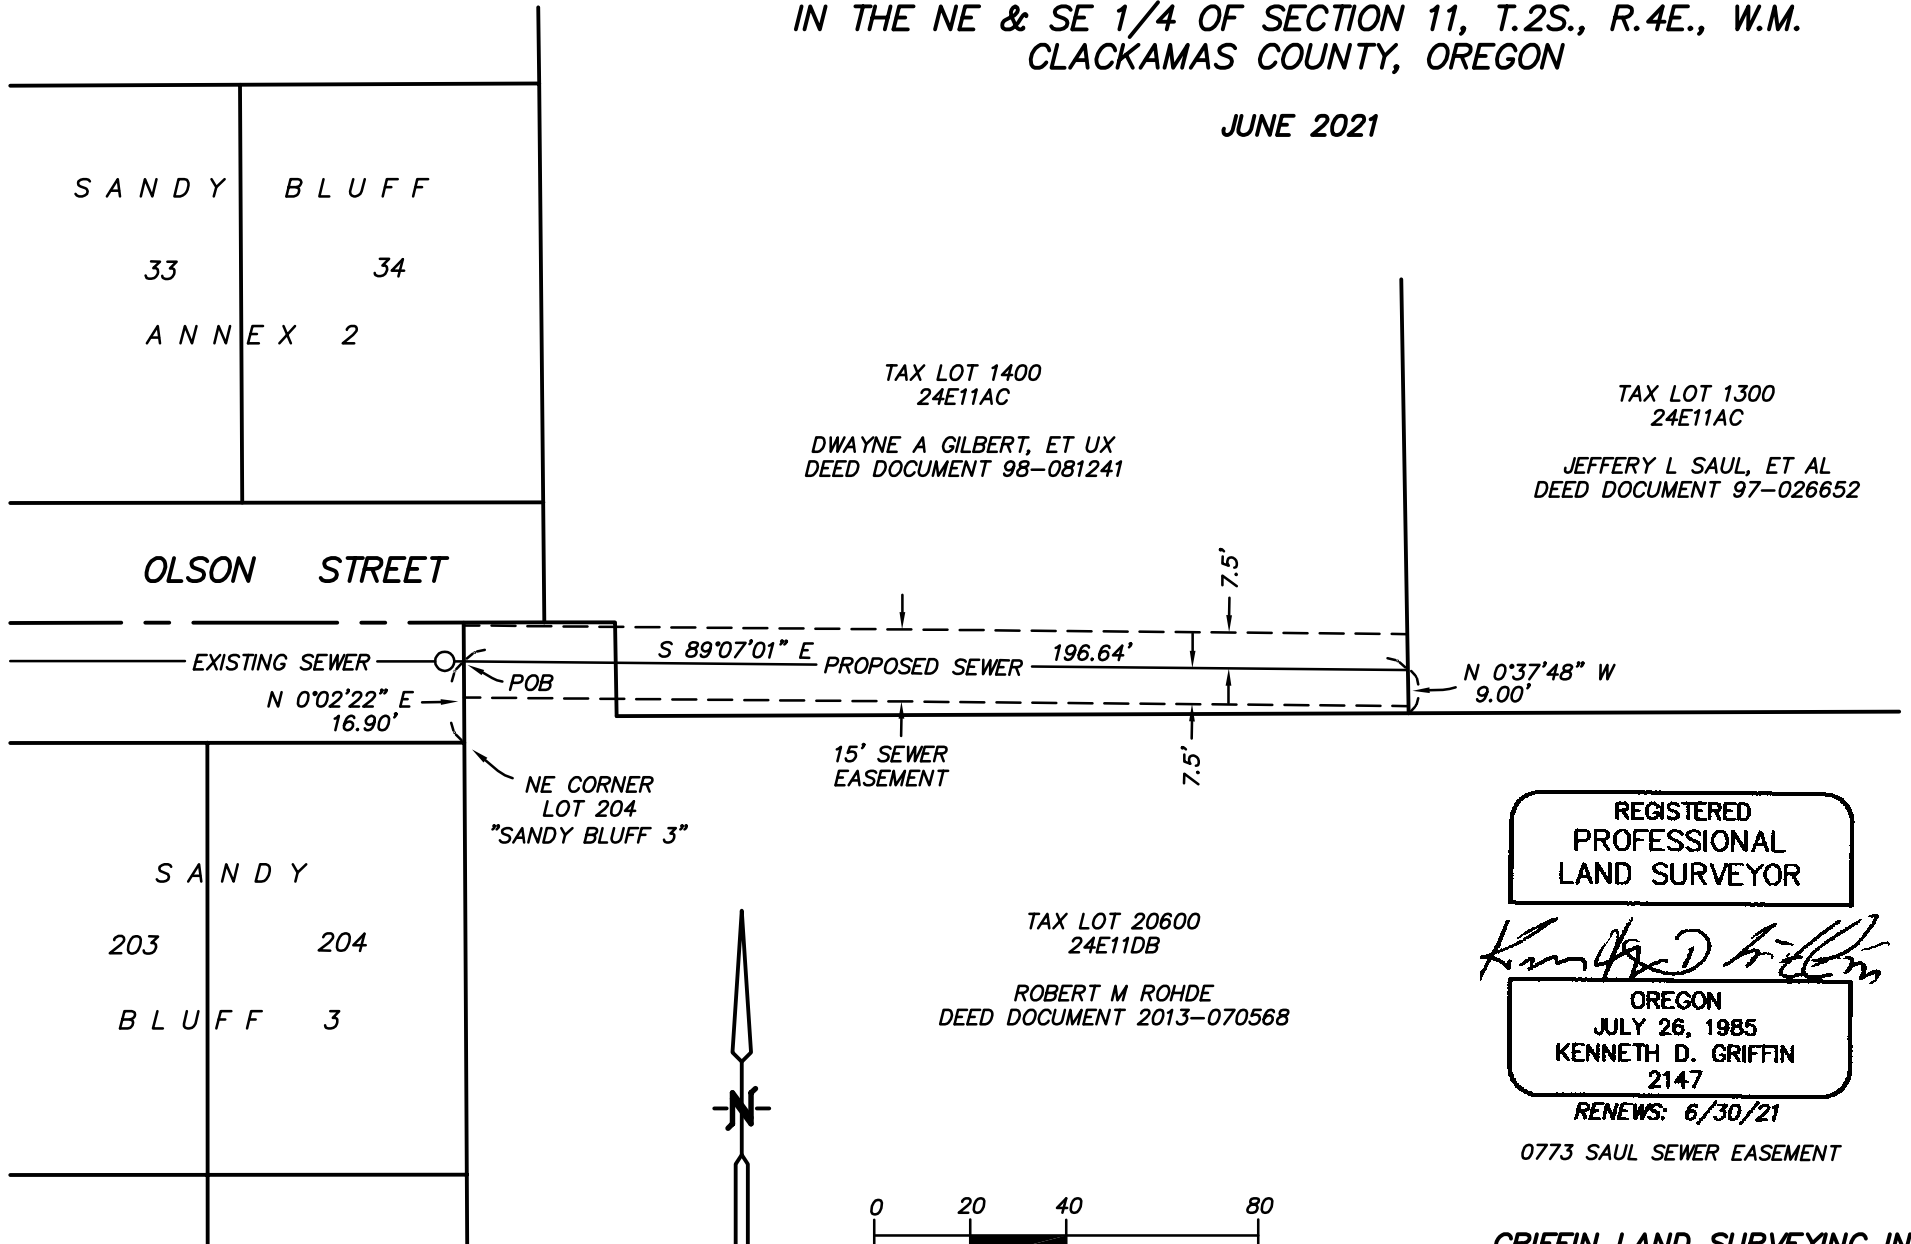 IN THE NE & SE 1/4 OF SECTION 11, T.2S., R.4E., W.M.
CLACKAMAS COUNTY, OREGON
JUNE 2021
SANDY BLUFF
33 34
ANNEX 2
TAX LOT 1400
24E11AC
DWAYNE A GILBERT, ET UX
DEED DOCUMENT 98-081241
TAX LOT 1300
24E11AC
JEFFERY L SAUL, ET AL
DEED DOCUMENT 97-026652
OLSON STREET
7.5'
EXISTING SEWER
S 89°07'01" E
PROPOSED SEWER
196.64'
POB
N 0°02'22" E
16.90'
N 0°37'48" W
9.00'
15' SEWER
EASEMENT
7.5'
NE CORNER
LOT 204
"SANDY BLUFF 3"
SANDY
203 204
BLUFF 3
TAX LOT 20600
24E11DB
ROBERT M ROHDE
DEED DOCUMENT 2013-070568
N
REGISTERED
PROFESSIONAL
LAND SURVEYOR
OREGON
JULY 26, 1985
KENNETH D. GRIFFIN
2147
RENEWS: 6/30/21
0773 SAUL SEWER EASEMENT
0 20 40 80
GRIFFIN LAND SURVEYING IN